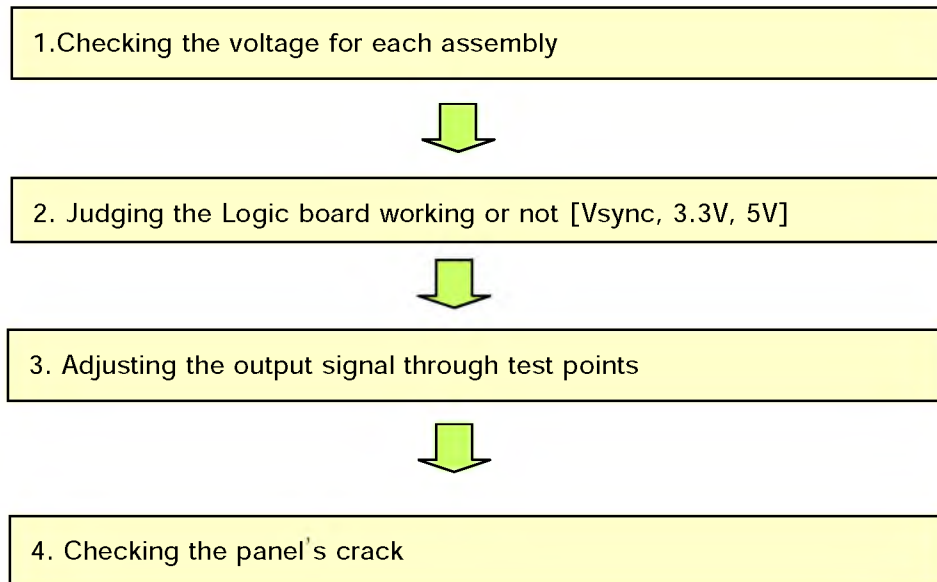 1.Checking the voltage for each assembly
2. Judging the Logic board working or not [Vsync, 3.3V, 5V]
3. Adjusting the output signal through test points
4. Checking the panel's crack